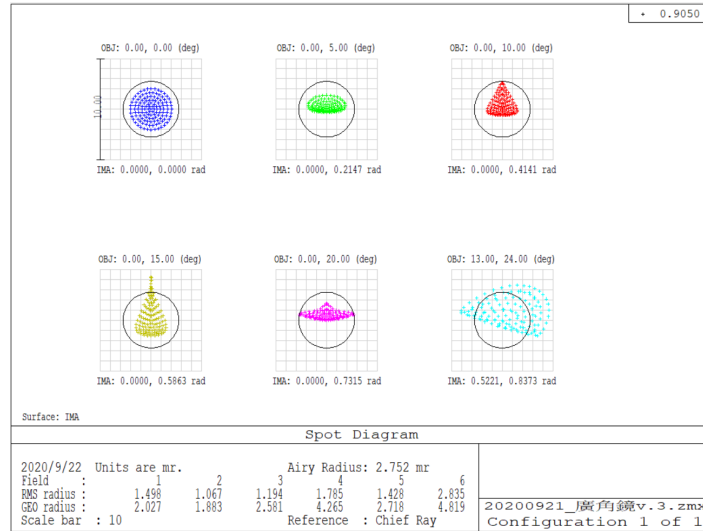 + 0.9050
OBJ: 0.00, 0.00 (deg)
OBJ: 0.00, 5.00 (deg)
OBJ: 0.00, 10.00 (deg)
10.00
IMA: 0.0000, 0.0000 rad
IMA: 0.0000, 0.2147 rad
IMA: 0.0000, 0.4141 rad
OBJ: 0.00, 15.00 (deg)
OBJ: 0.00, 20.00 (deg)
OBJ: 13.00, 24.00 (deg)
IMA: 0.0000, 0.5863 rad
IMA: 0.0000, 0.7315 rad
IMA: 0.5221, 0.8373 rad
Surface: IMA
Spot Diagram
2020/9/22 Units are mr. Airy Radius: 2.752 mr
Field : 1 2 3 4 5 6
RMS radius : 1.498 1.067 1.194 1.785 1.428 2.835
GEO radius : 2.027 1.883 2.581 4.265 2.718 4.819
Scale bar : 10 Reference : Chief Ray
20200921_廣角鏡v.3.zmx
Configuration 1 of 1